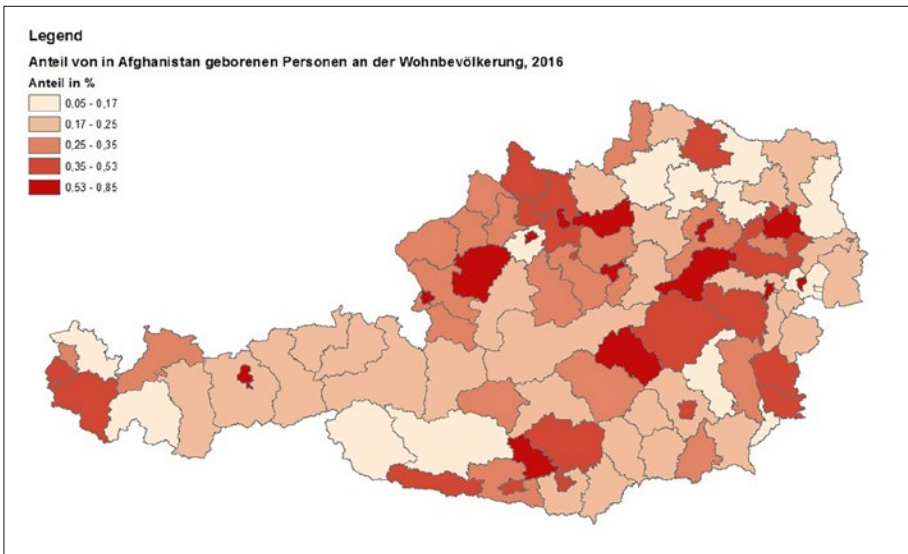 Legend
Anteil von in Afghanistan geborenen Personen an der Wohnbevölkerung, 2016
Anteil in %
0,05 - 0,17
0,17 - 0,25
0,25 - 0,35
0,35 - 0,53
0,53 - 0,85